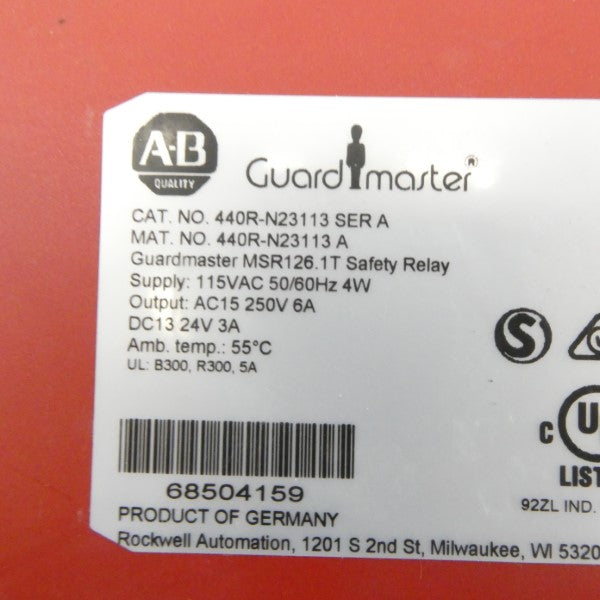 A-B
QUALITY
Guardmaster®
CAT. NO. 440R-N23113 SER A
MAT. NO. 440R-N23113 A
Guardmaster MSR126.1T Safety Relay
Supply: 115VAC 50/60Hz 4W
Output: AC15 250V 6A
DC13 24V 3A
Amb. temp.: 55°C
UL: B300, R300, 5A
S
C
U
LIST
92ZL IND.
68504159
PRODUCT OF GERMANY
Rockwell Automation, 1201 S 2nd St, Milwaukee, WI 5320